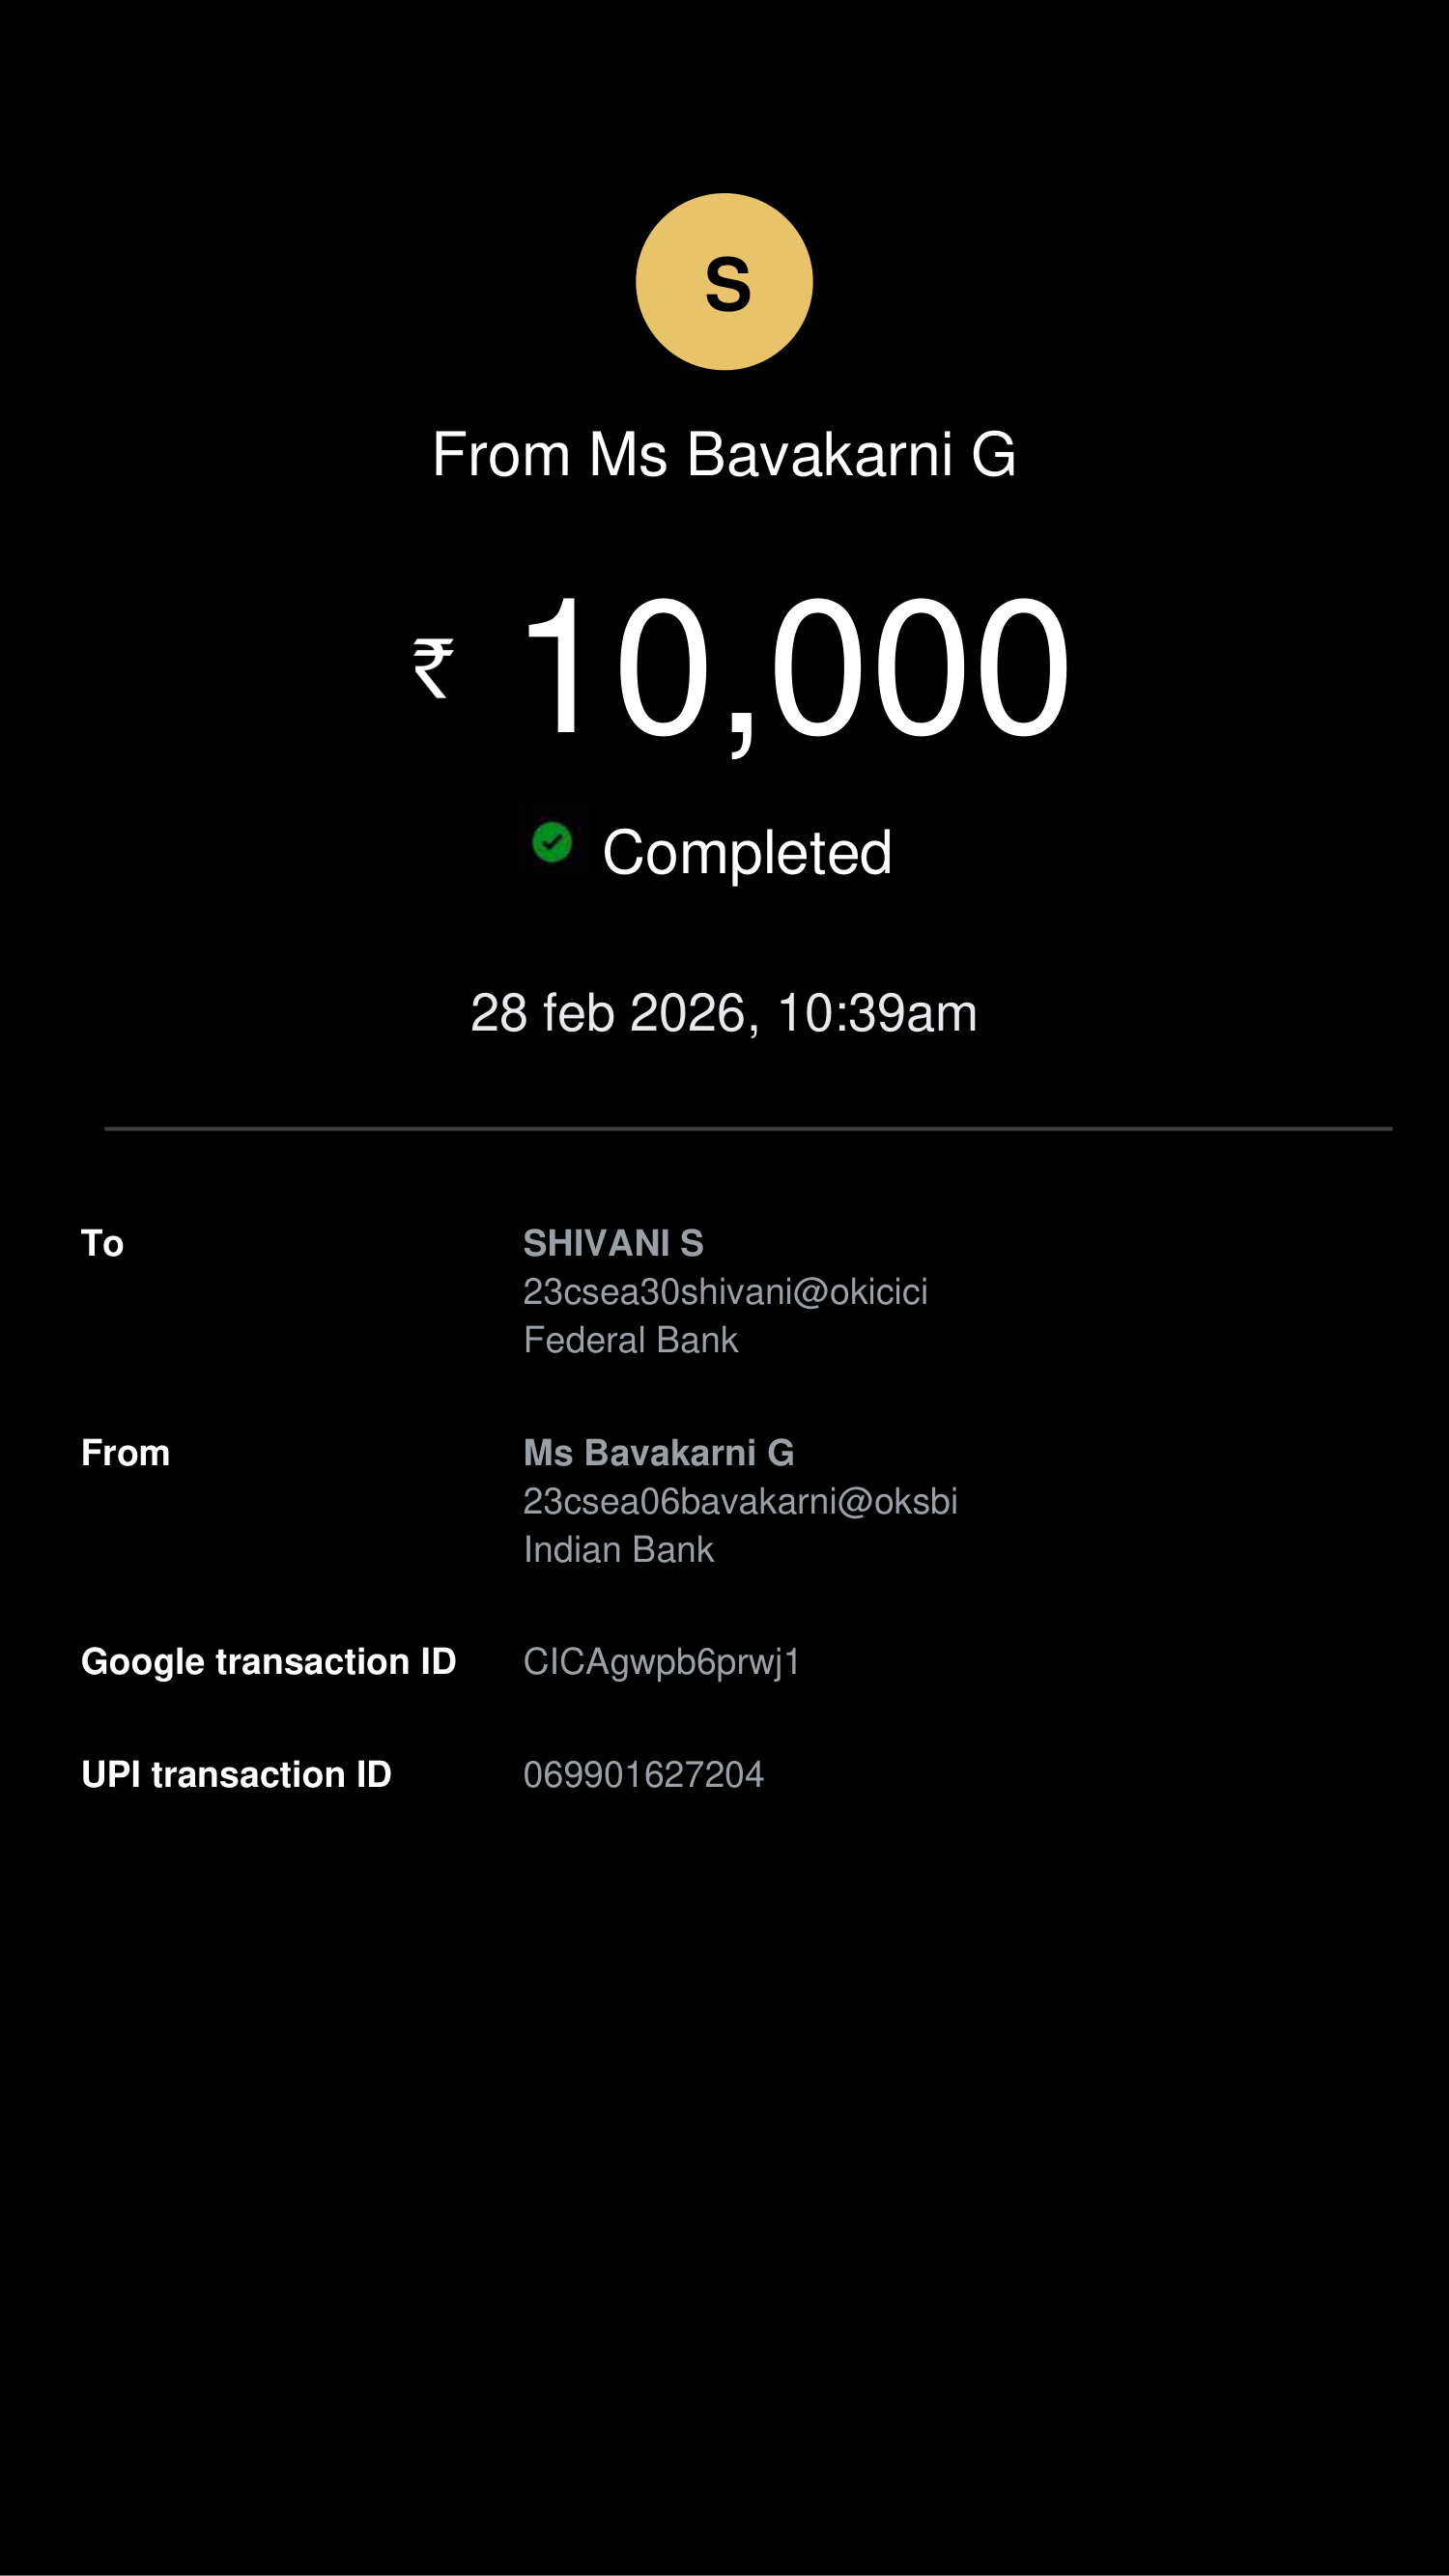 S
From Ms Bavakarni G
₹ 10,000
Completed
28 feb 2026, 10:39am
To SHIVANI S
23csea30shivani@okicici
Federal Bank
From Ms Bavakarni G
23csea06bavakarni@oksbi
Indian Bank
Google transaction ID CICAgwpb6prwj1
UPI transaction ID 069901627204